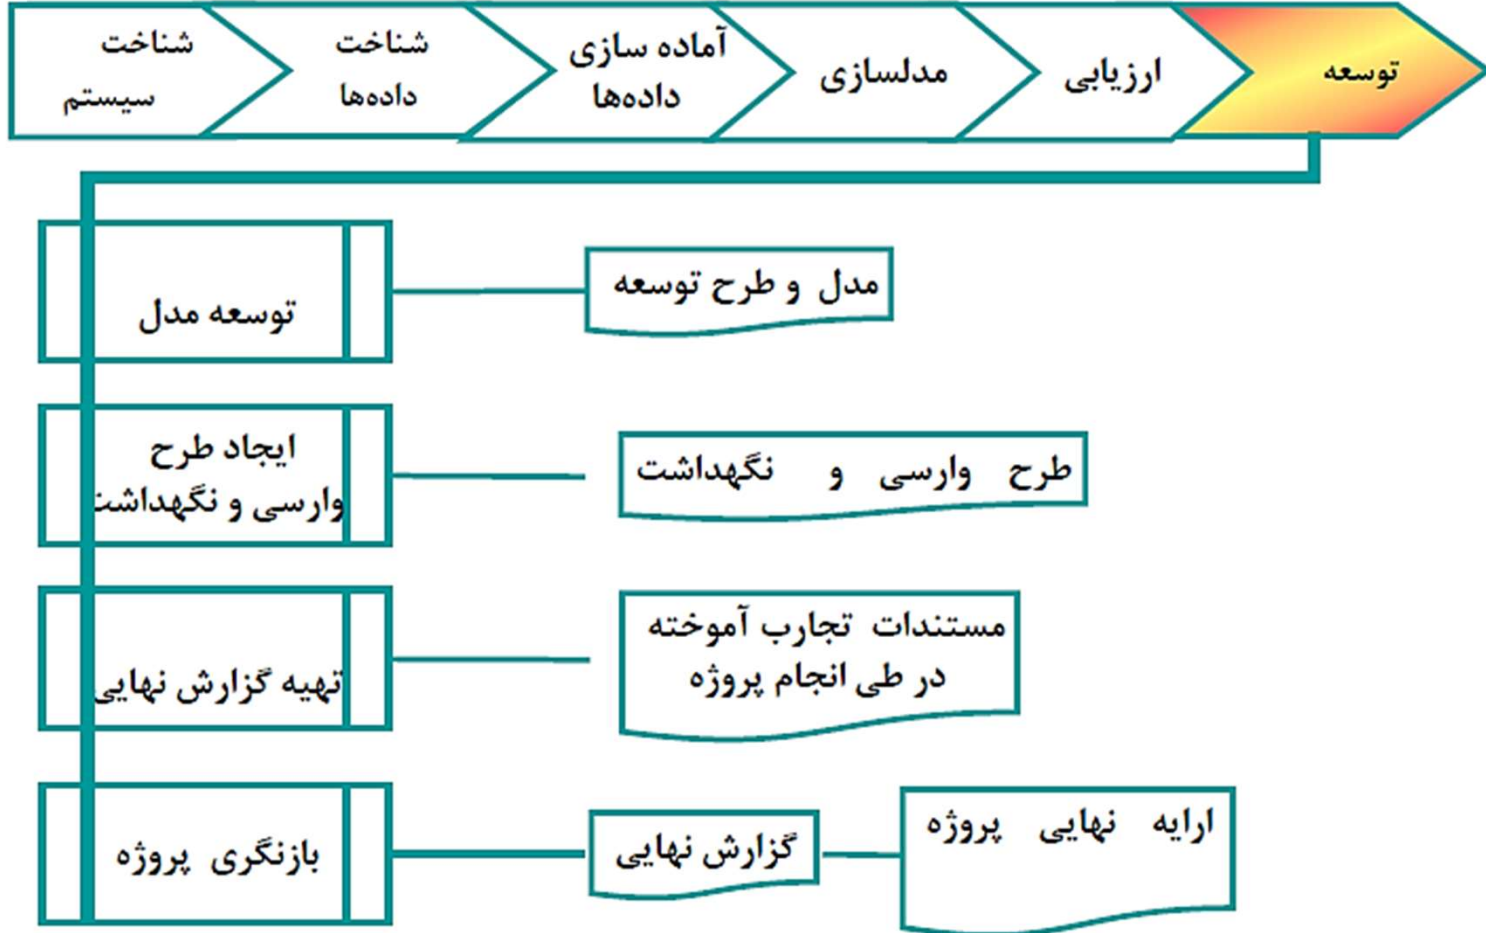 شناخت
سیستم
شناخت
داده‌ها
آماده سازی
داده‌ها
مدلسازی
ارزیابی
توسعه
توسعه مدل
مدل و طرح توسعه
ایجاد طرح
وارسی و نگهداشت
طرح وارسی و نگهداشت
تهیه گزارش نهایی
مستندات تجارب آموخته
در طی انجام پروژه
بازنگری پروژه
گزارش نهایی
ارایه نهایی پروژه